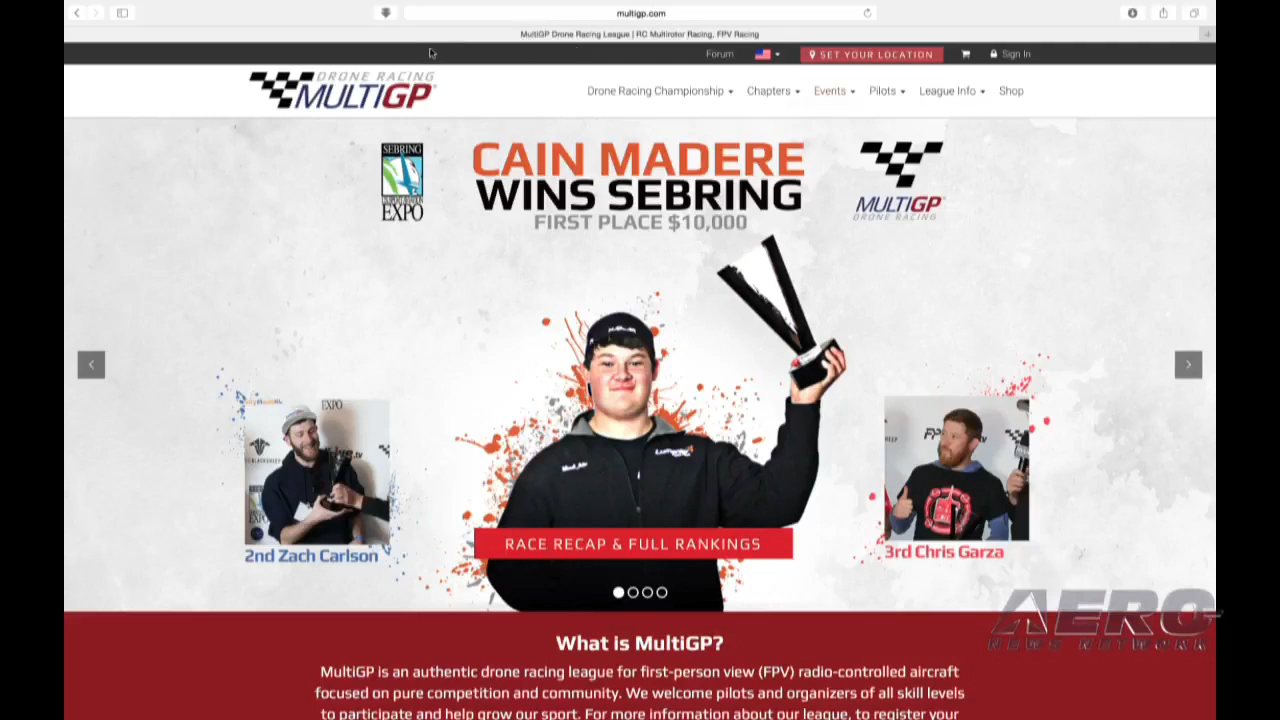 multigp.com
MultiGP Drone Racing League | RC Multirotor Racing, FPV Racing
Forum
SET YOUR LOCATION
Sign In
DRONE RACING
MULTIGP
Drone Racing Championship
Chapters
Events
Pilots
League Info
Shop
SEBRING
EXPO
CAIN MADERE
WINS SEBRING
FIRST PLACE $10,000
MULTIGP
DRONE RACING
EXPO
2nd Zach Carlson
RACE RECAP & FULL RANKINGS
3rd Chris Garza
AERO
NEWS NETWORK
What is MultiGP?
MultiGP is an authentic drone racing league for first-person view (FPV) radio-controlled aircraft
focused on pure competition and community. We welcome pilots and organizers of all skill levels
to participate and help grow our sport. For more information about our league, to register your